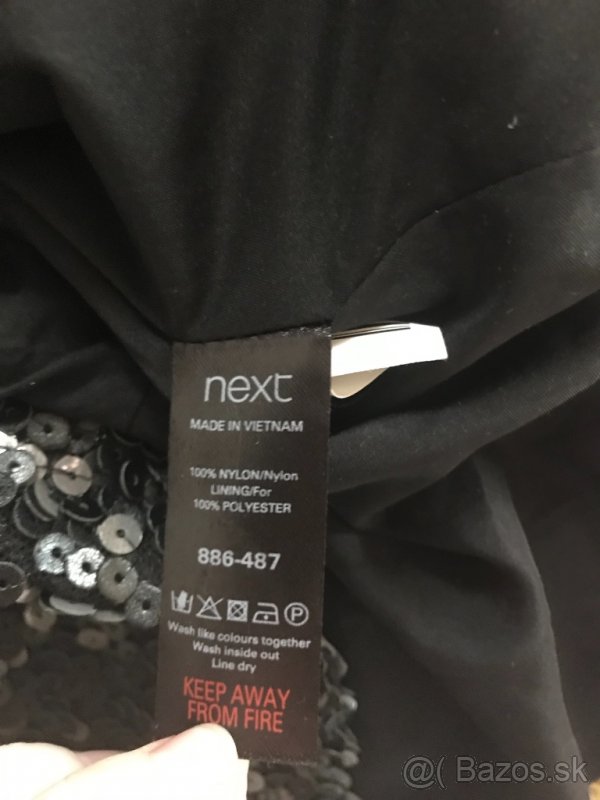 next
MADE IN VIETNAM
100% NYLON/Nylon
LINING/For
100% POLYESTER
886-487
P
Wash like colours together
Wash inside out
Line dry
KEEP AWAY
FROM FIRE
@( Bazos.sk